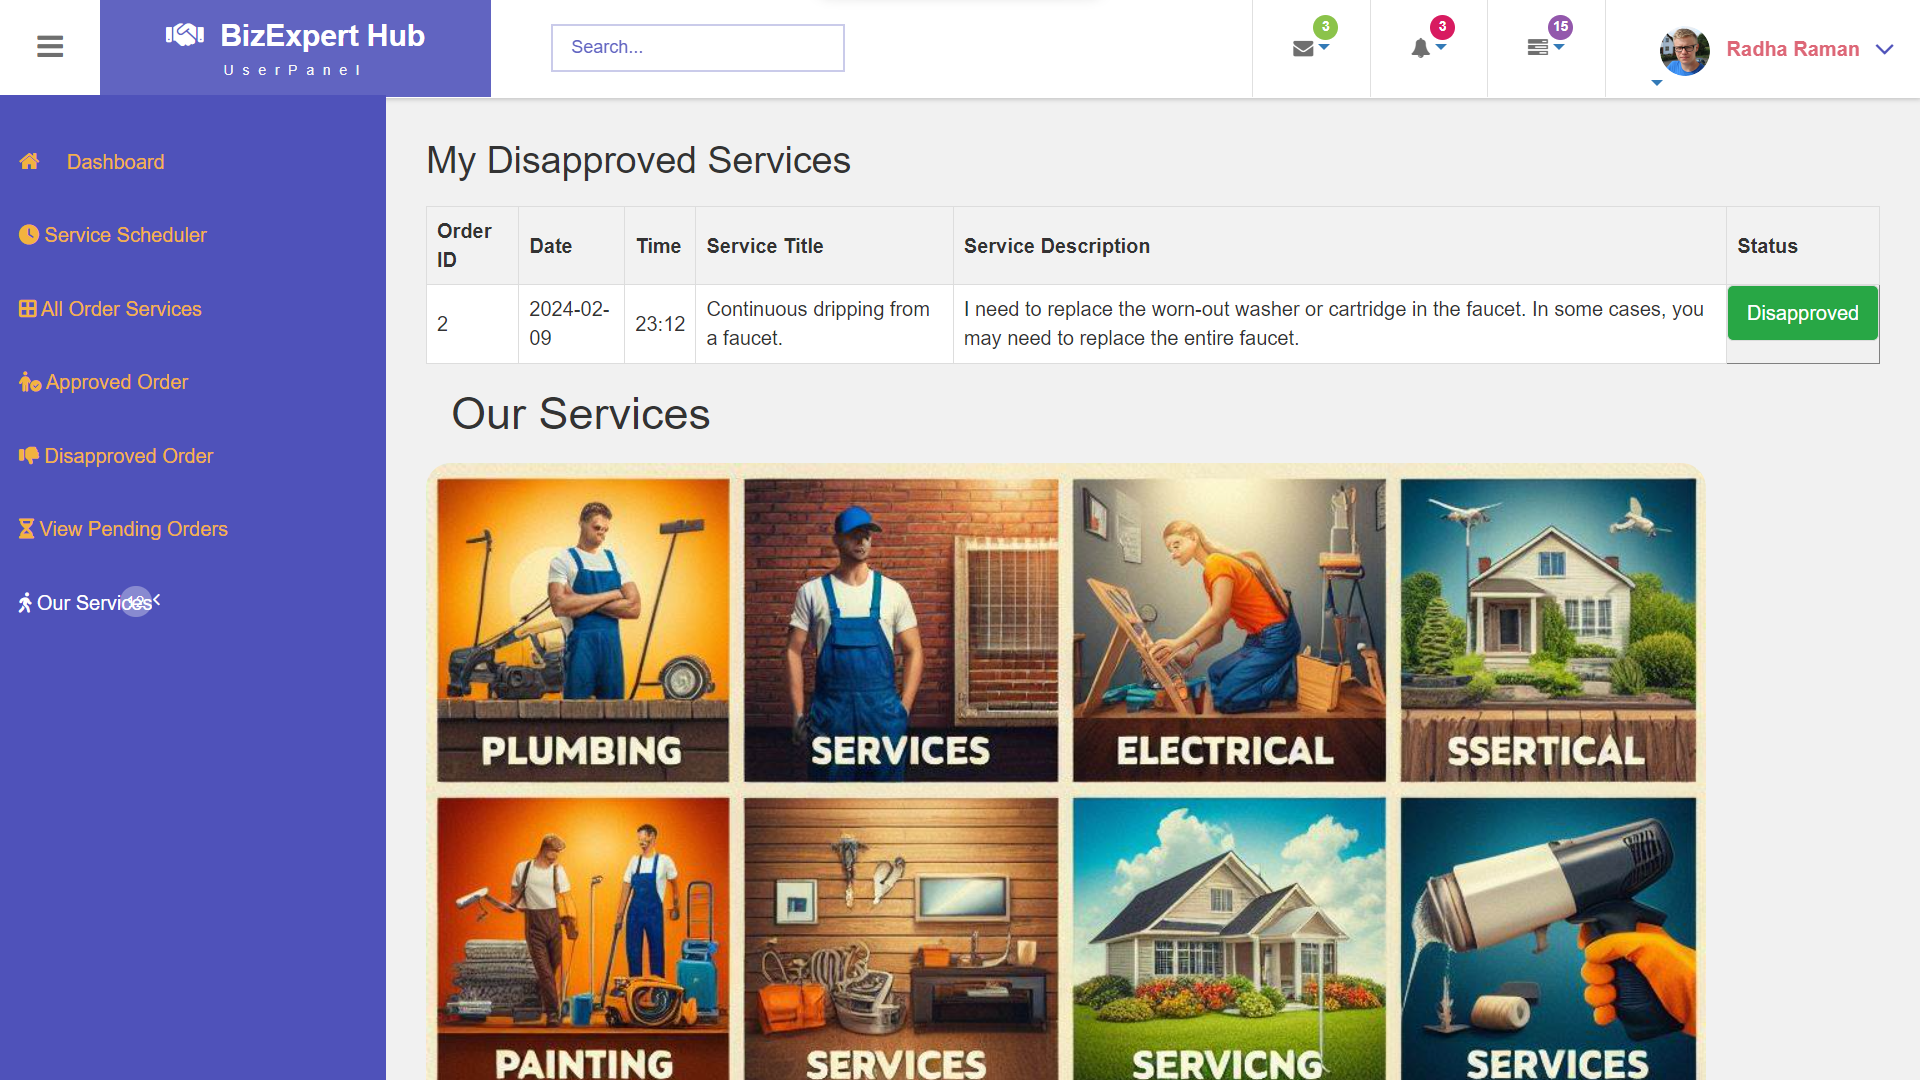 BizExpert Hub
UserPanel
Search...
3
3
15
Radha Raman
Dashboard
Service Scheduler
All Order Services
Approved Order
Disapproved Order
View Pending Orders
Our Services
My Disapproved Services
Order ID
Date
Time
Service Title
Service Description
Status
2
2024-02-09
23:12
Continuous dripping from
a faucet.
I need to replace the worn-out washer or cartridge in the faucet. In some cases, you
may need to replace the entire faucet.
Disapproved
Our Services
PLUMBING
SERVICES
ELECTRICAL
SSERTICAL
PAINTING
SERVICES
SERVICNG
SERVICES